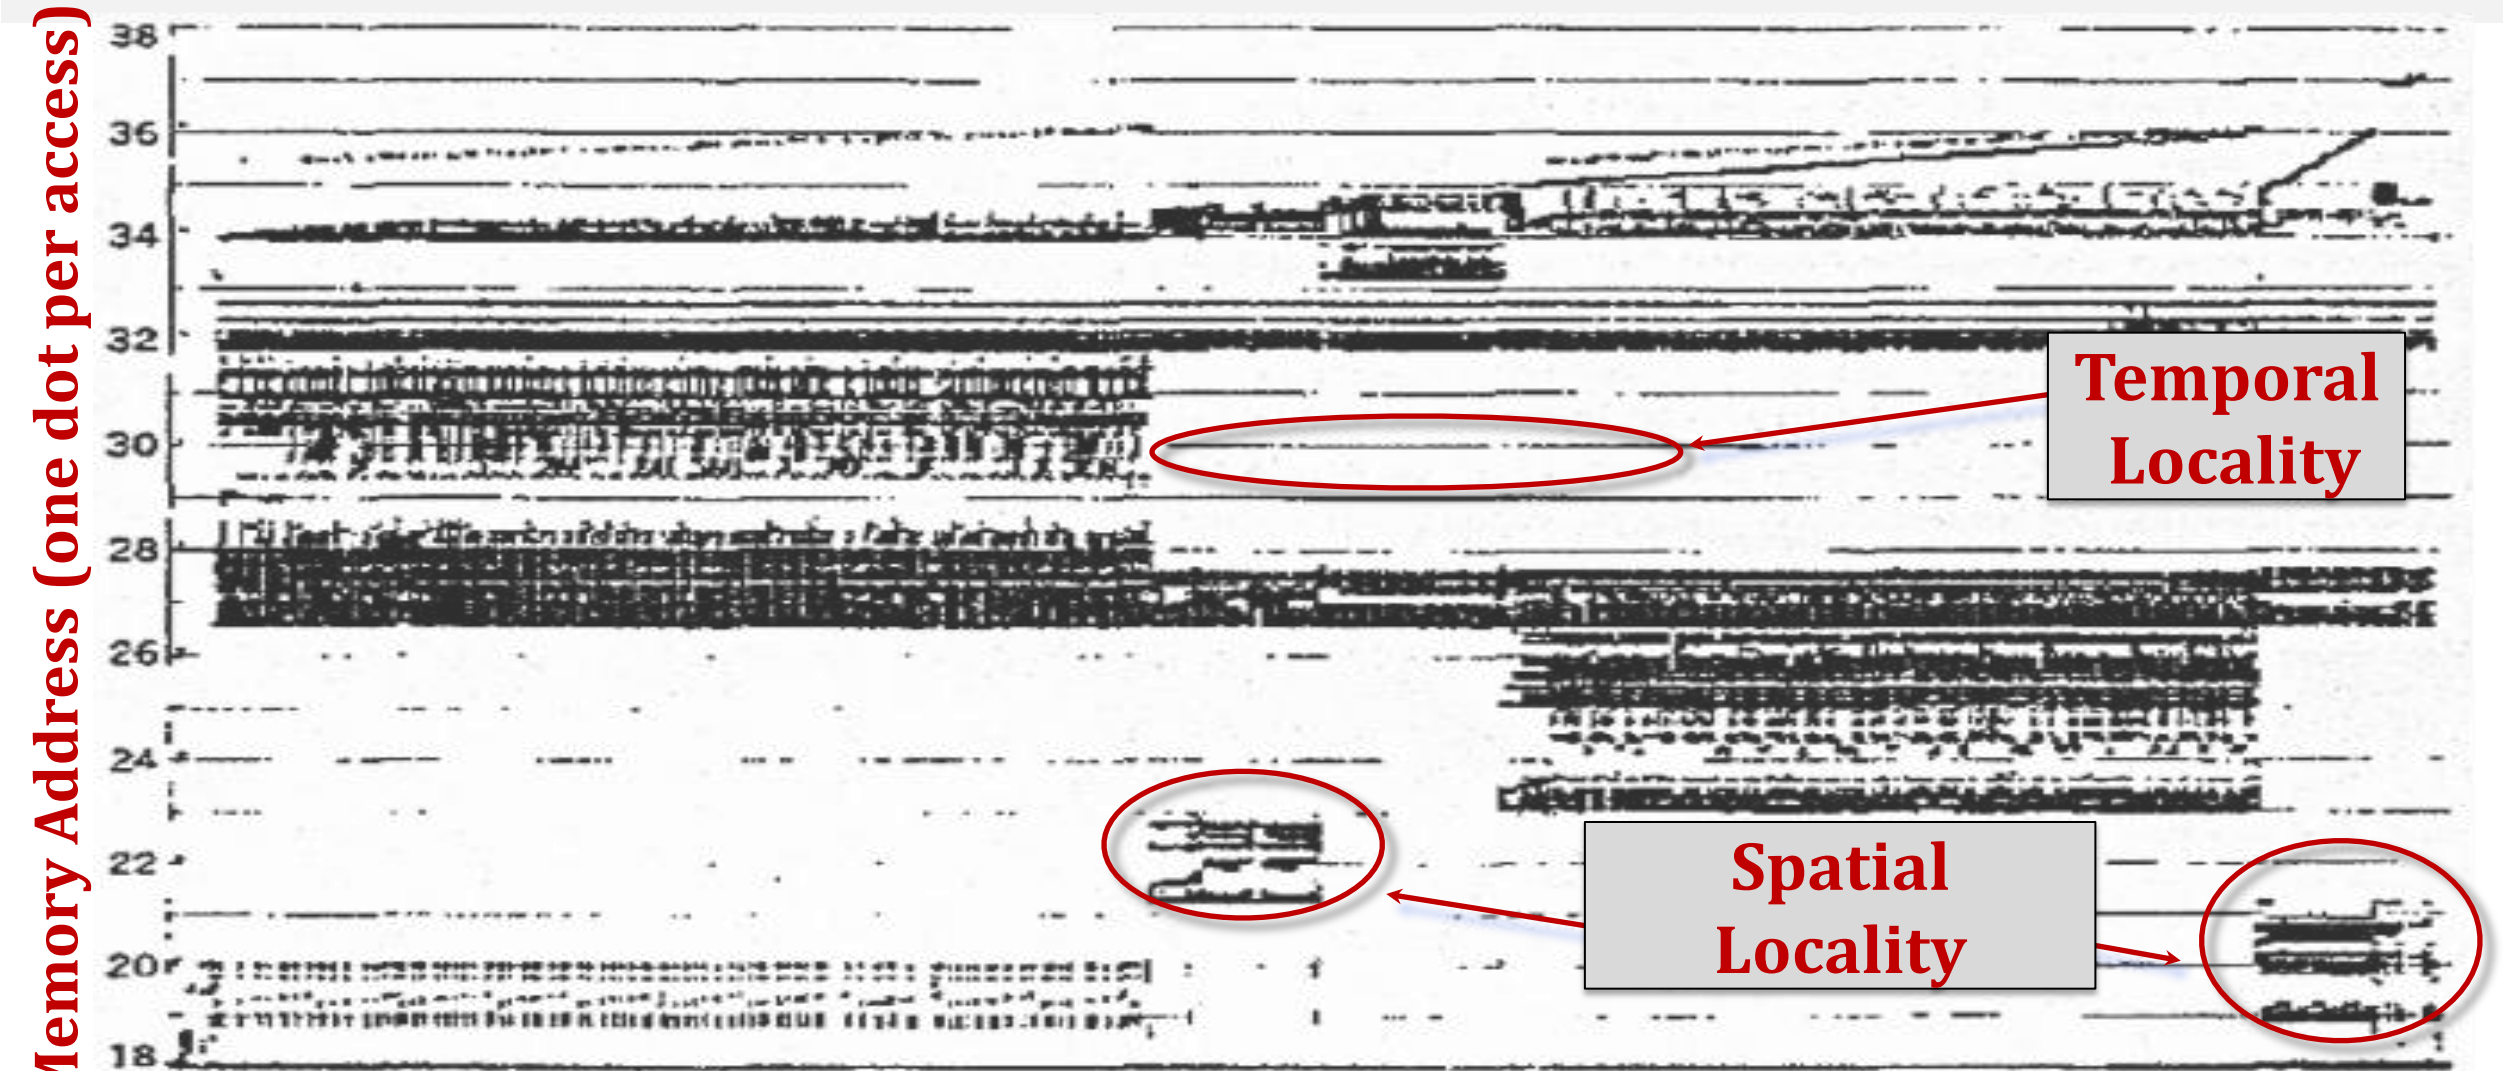 Memory Address (one dot per access)
38
36
34
32
30
28
26
24
22
20
18
Temporal
Locality
Spatial
Locality